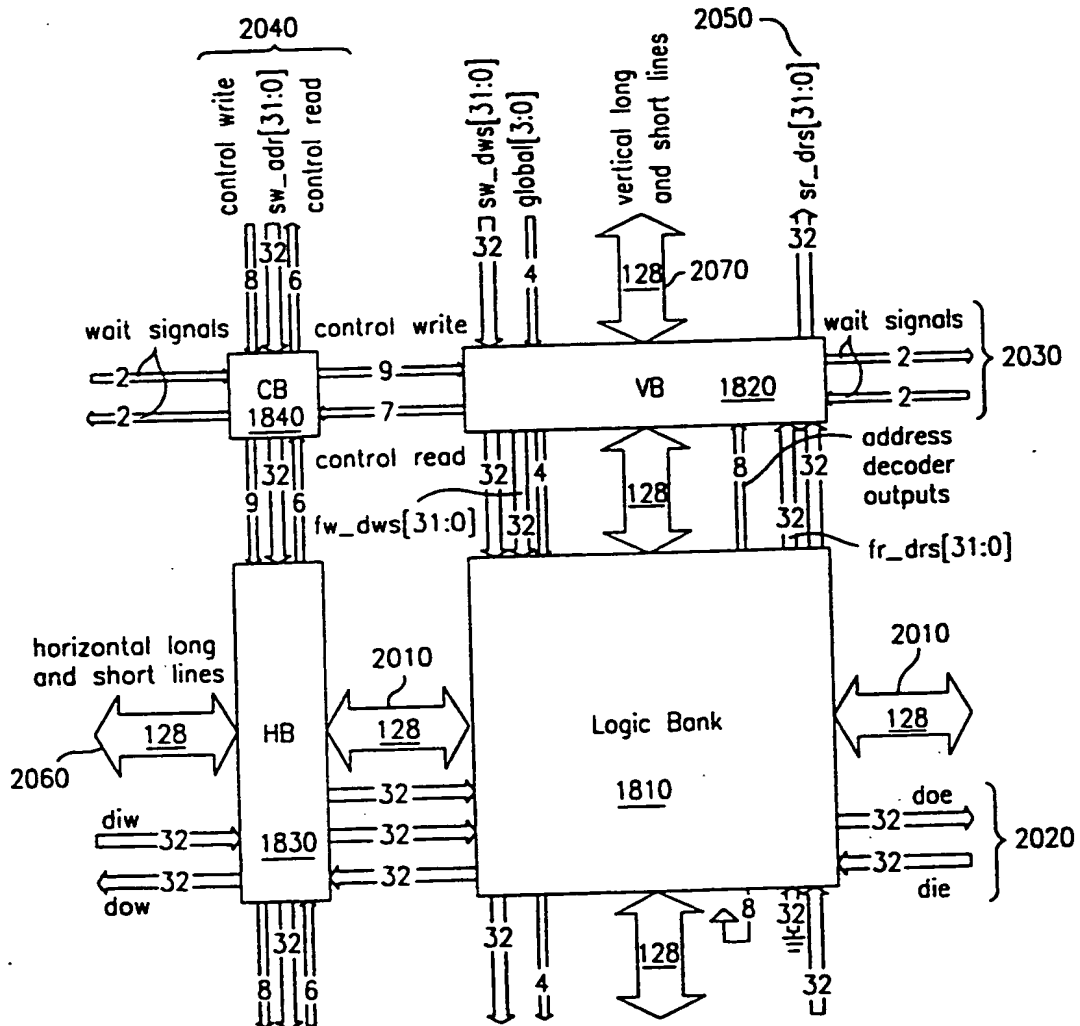 2040
2050
control write
sw_adr[31:0]
control read
sw_dws[31:0]
global[3:0]
vertical long
and short lines
sr_drs[31:0]
8
32
6
32
4
128
2070
32
wait signals
control write
wait signals
2
9
2
2030
CB
1840
VB
1820
2
7
2
control read
address
decoder
outputs
9
32
6
fw_dws[31:0]
32
32
4
128
8
32
32
fr_drs[31:0]
horizontal long
and short lines
2010
2010
128
HB
128
Logic Bank
128
2060
32
1810
doe
diw
32
1830
32
32
2020
32
32
32
dow
die
8
32
6
32
4
128
8
32
32